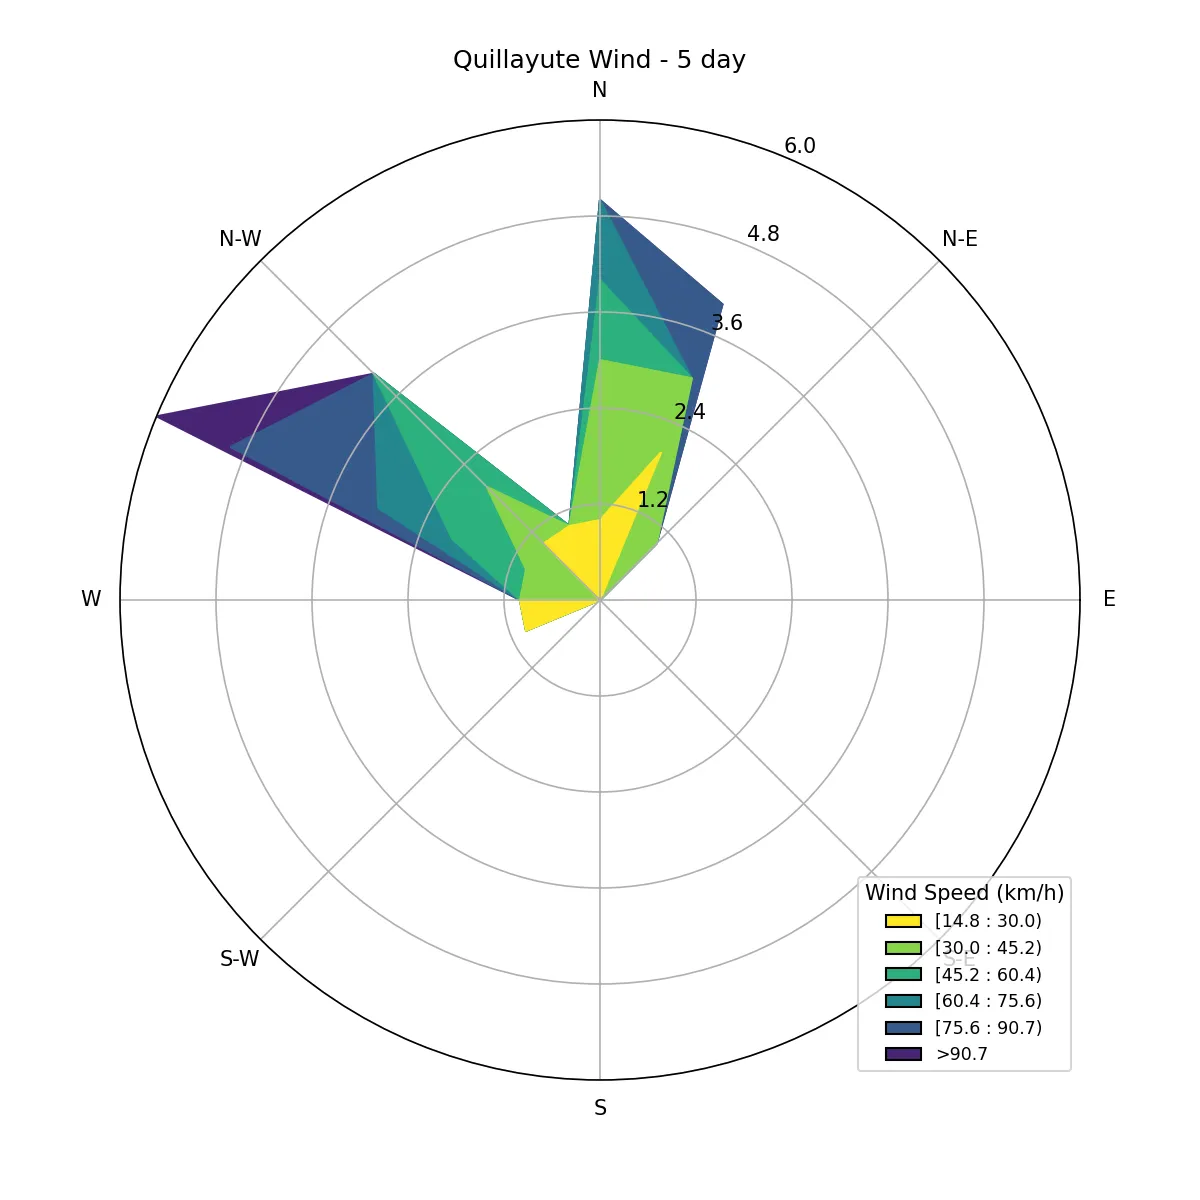 Quillayute Wind - 5 day
N
6.0
N-W
4.8
N-E
3.6
2.4
1.2
W
E
Wind Speed (km/h)
[14.8 : 30.0)
[30.0 : 45.2)
S-W
S-E
[45.2 : 60.4)
[60.4 : 75.6)
[75.6 : 90.7)
>90.7
S